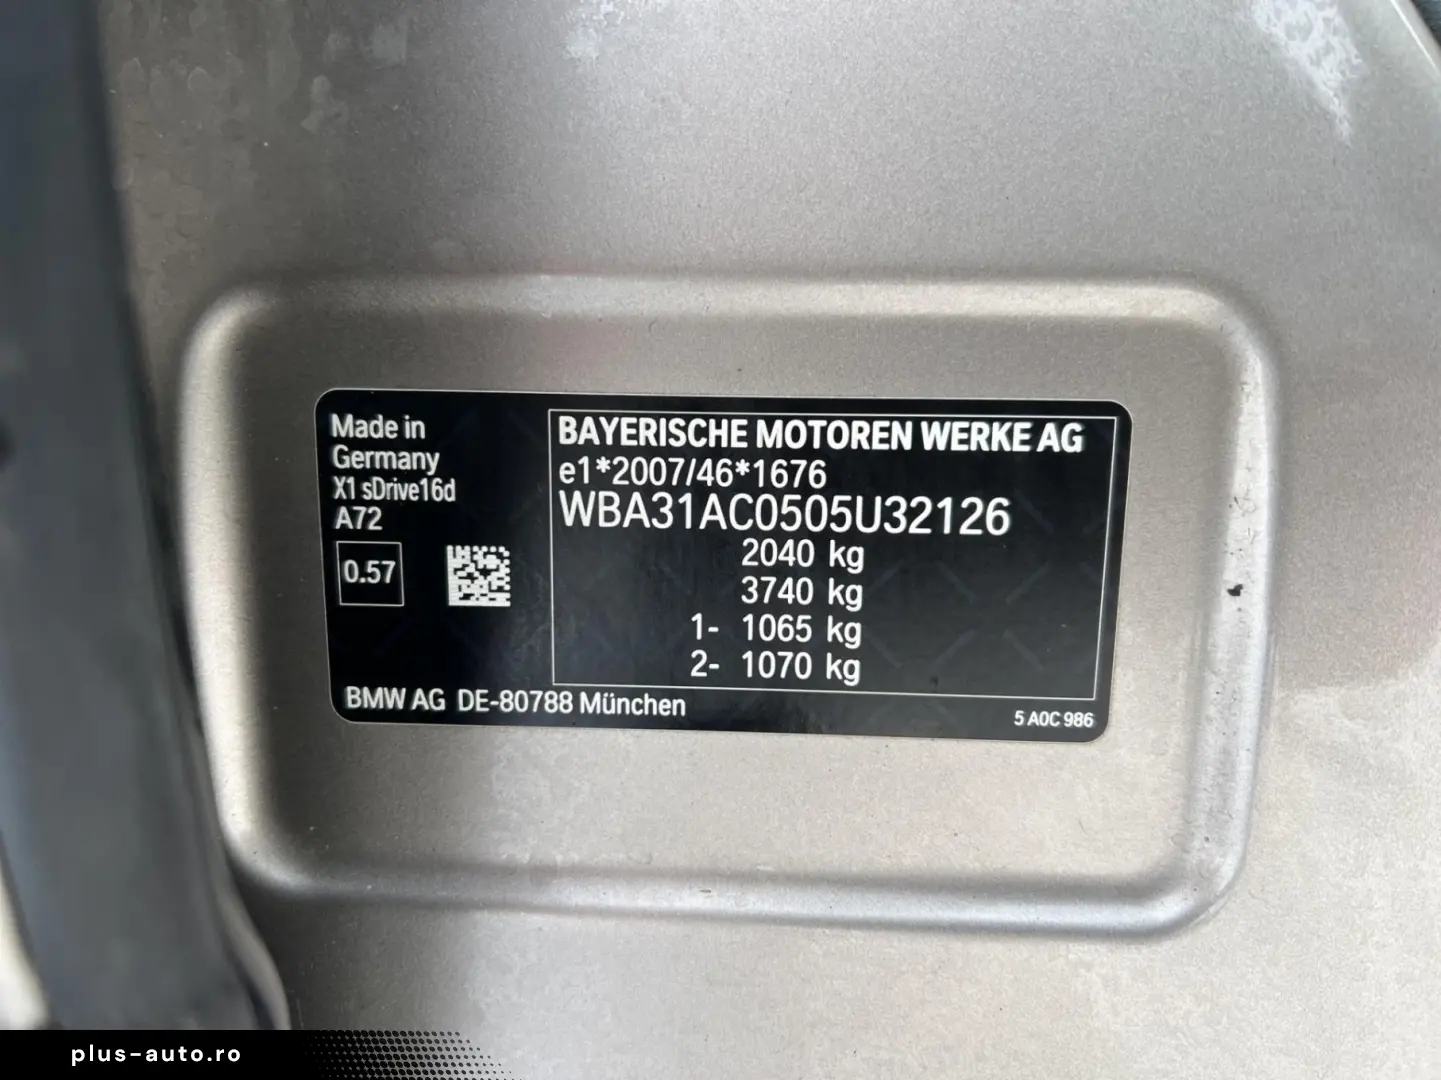 Made in
Germany
X1 sDrive16d
A72
0.57
BAYERISCHE MOTOREN WERKE AG
e1*2007/46*1676
WBA31AC0505U32126
2040 kg
3740 kg
1- 1065 kg
2- 1070 kg
BMW AG DE-80788 München
5 A0C 986
plus-auto.ro